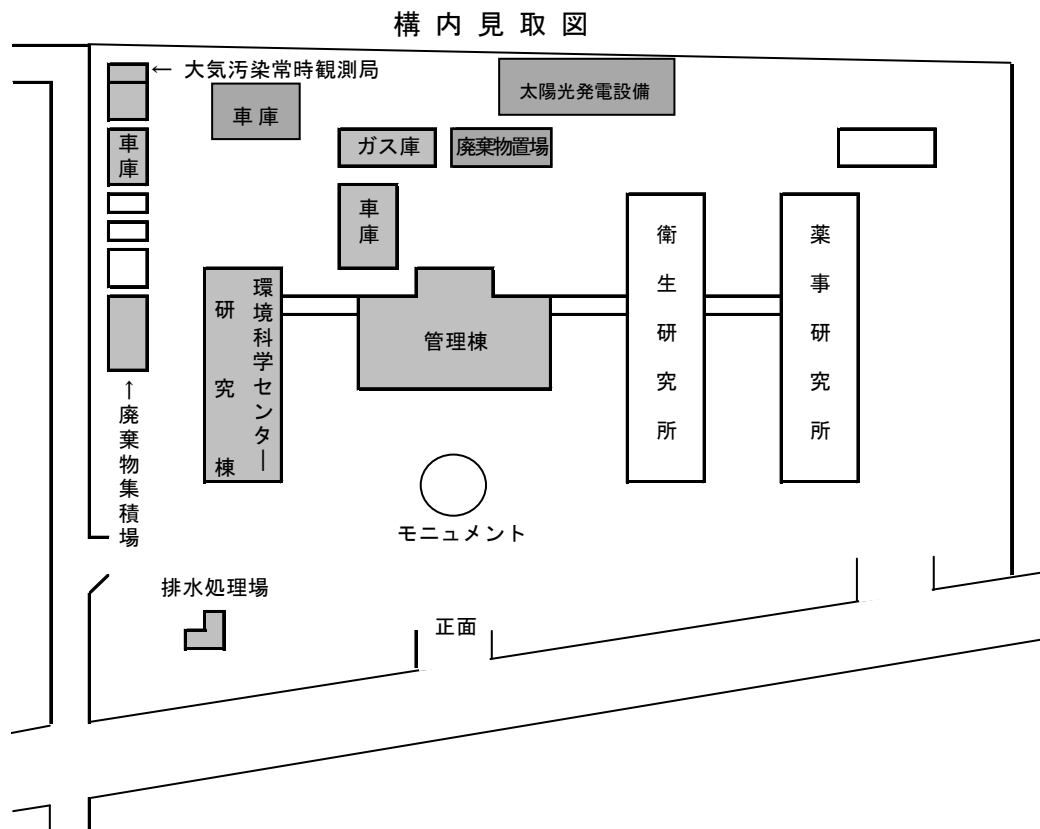 構内見取図
← 大気汚染常時観測局
太陽光発電設備
車庫
車庫
ガス庫
廃棄物置場
車庫
衛生研究所
薬事研究所
環境科学センター
研究棟
管理棟
↑廃棄物集積場
モニュメント
排水処理場
正面